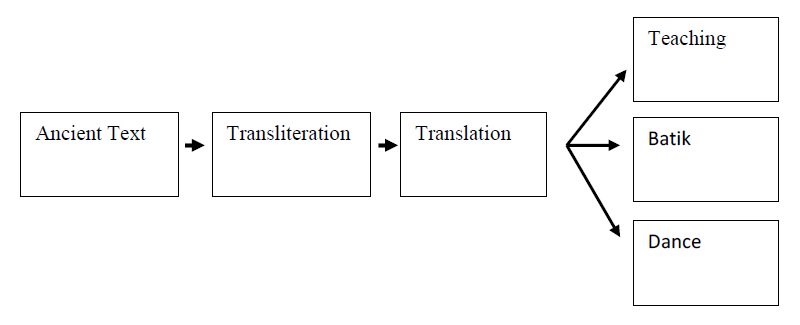 Ancient Text
Transliteration
Translation
Teaching
Batik
Dance